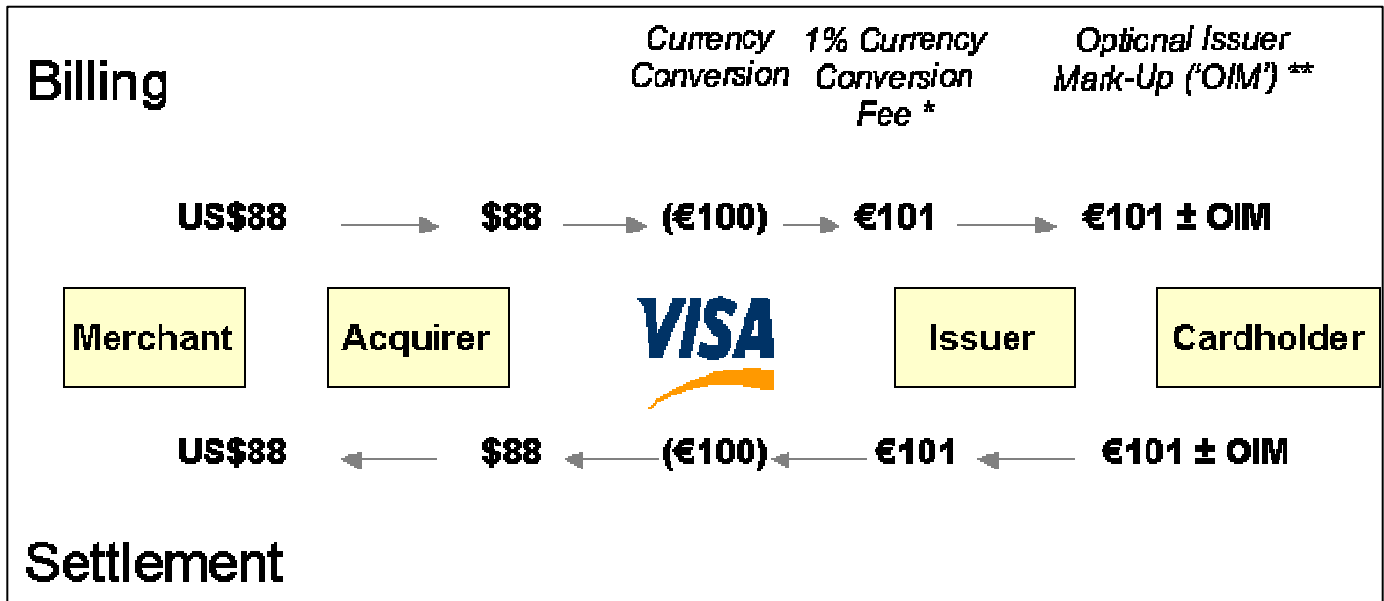 Billing
Currency Conversion
1% Currency Conversion Fee *
Optional Issuer Mark-Up (‘OIM’) **
US$88 $88 (€100) €101 €101 ± OIM
Merchant Acquirer VISA Issuer Cardholder
US$88 $88 (€100) €101 €101 ± OIM
Settlement